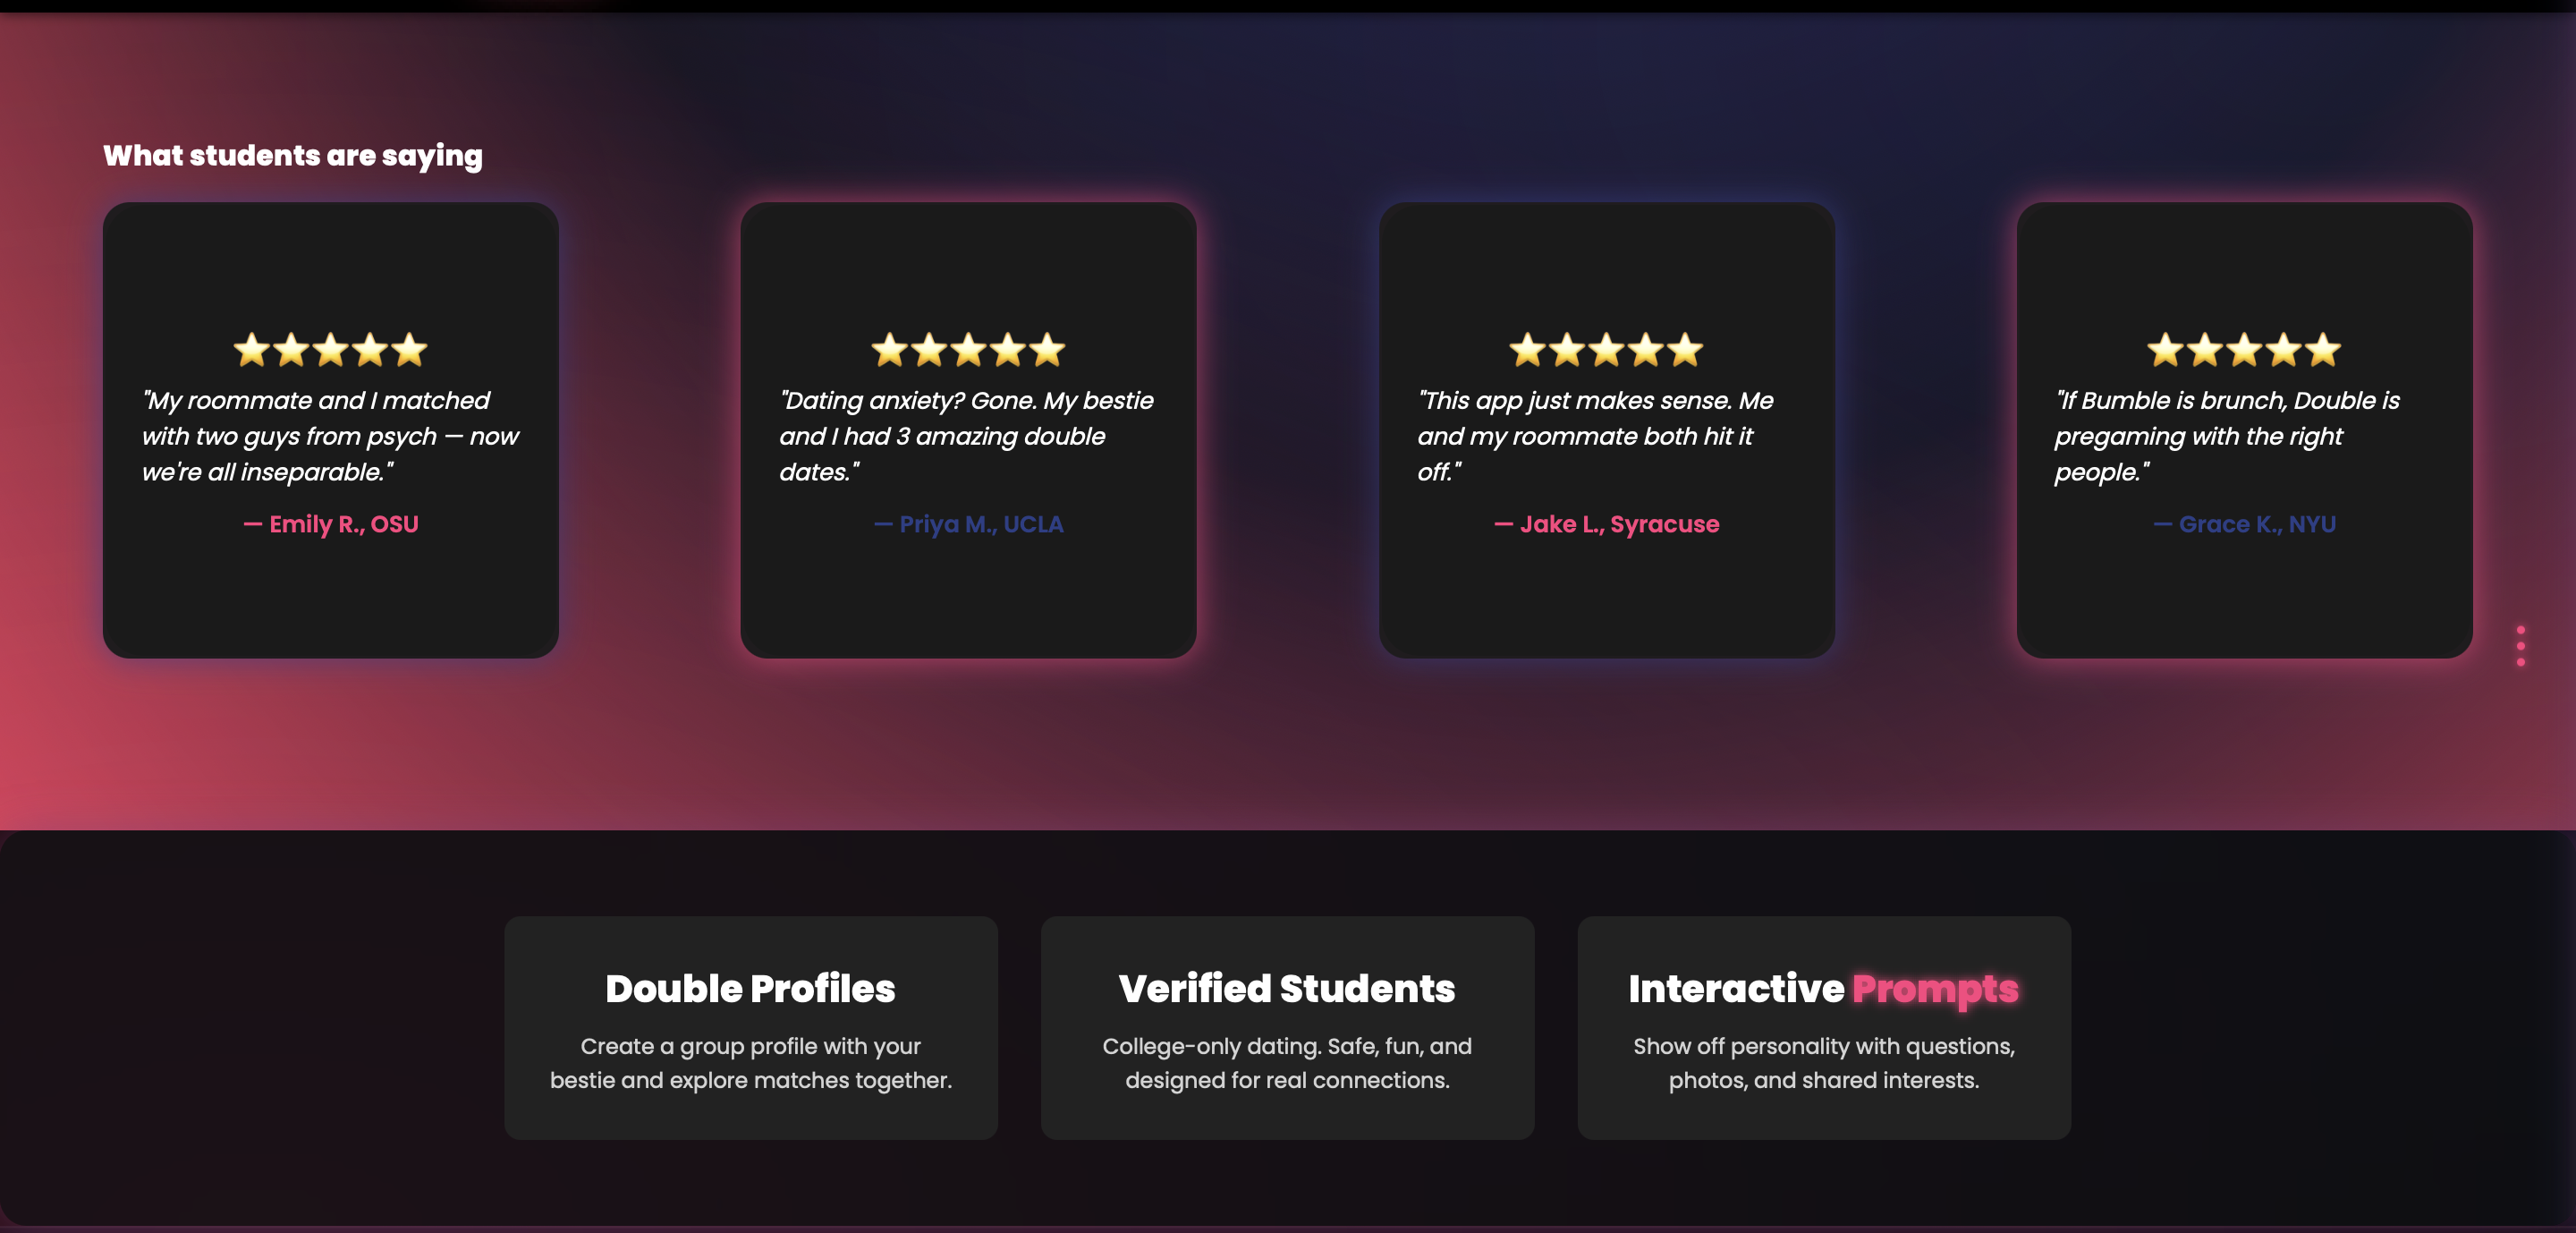 What students are saying
"My roommate and I matched
with two guys from psych — now
we're all inseparable."
— Emily R., OSU
"Dating anxiety? Gone. My bestie
and I had 3 amazing double
dates."
— Priya M., UCLA
"This app just makes sense. Me
and my roommate both hit it
off."
— Jake L., Syracuse
"If Bumble is brunch, Double is
pregaming with the right
people."
— Grace K., NYU
Double Profiles
Create a group profile with your
bestie and explore matches together.
Verified Students
College-only dating. Safe, fun, and
designed for real connections.
Interactive Prompts
Show off personality with questions,
photos, and shared interests.